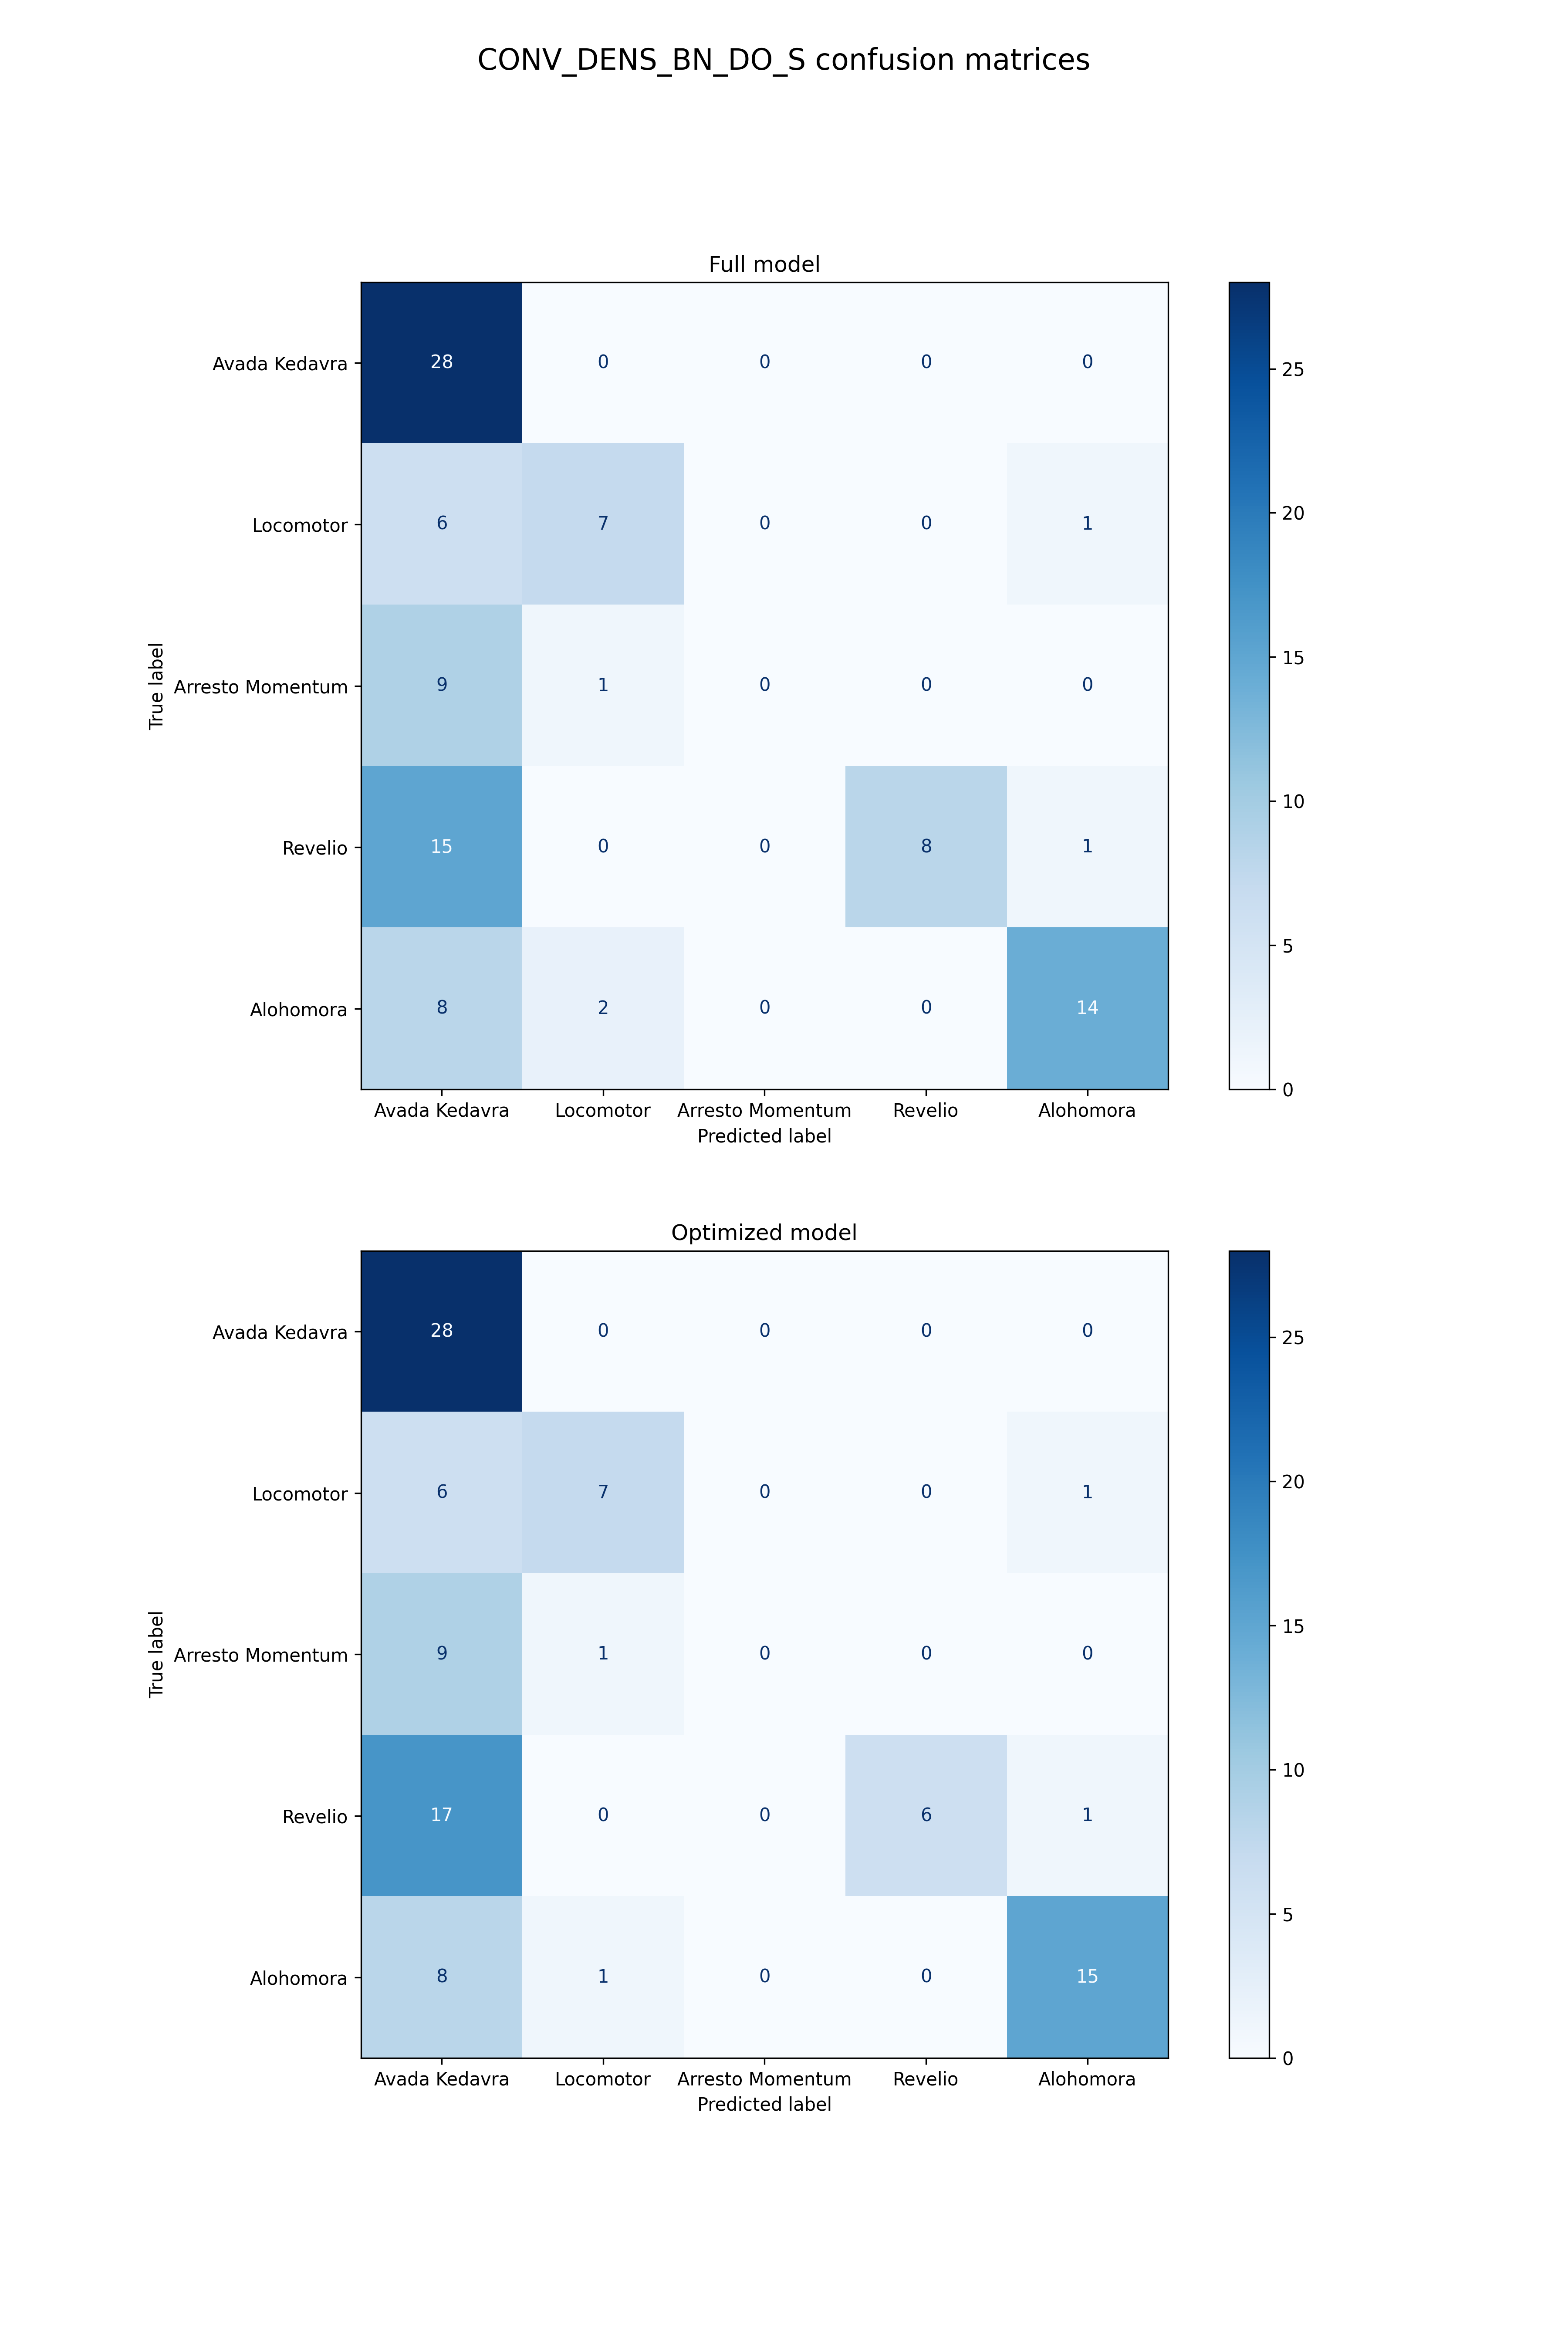 CONV_DENS_BN_DO_S confusion matrices
Full model
Avada Kedavra 28 0 0 0 0
Locomotor 6 7 0 0 1
Arresto Momentum 9 1 0 0 0
Revelio 15 0 0 8 1
Alohomora 8 2 0 0 14
True label
Avada Kedavra Locomotor Arresto Momentum Revelio Alohomora
Predicted label
25
20
15
10
5
0
Optimized model
Avada Kedavra 28 0 0 0 0
Locomotor 6 7 0 0 1
Arresto Momentum 9 1 0 0 0
Revelio 17 0 0 6 1
Alohomora 8 1 0 0 15
True label
Avada Kedavra Locomotor Arresto Momentum Revelio Alohomora
Predicted label
25
20
15
10
5
0